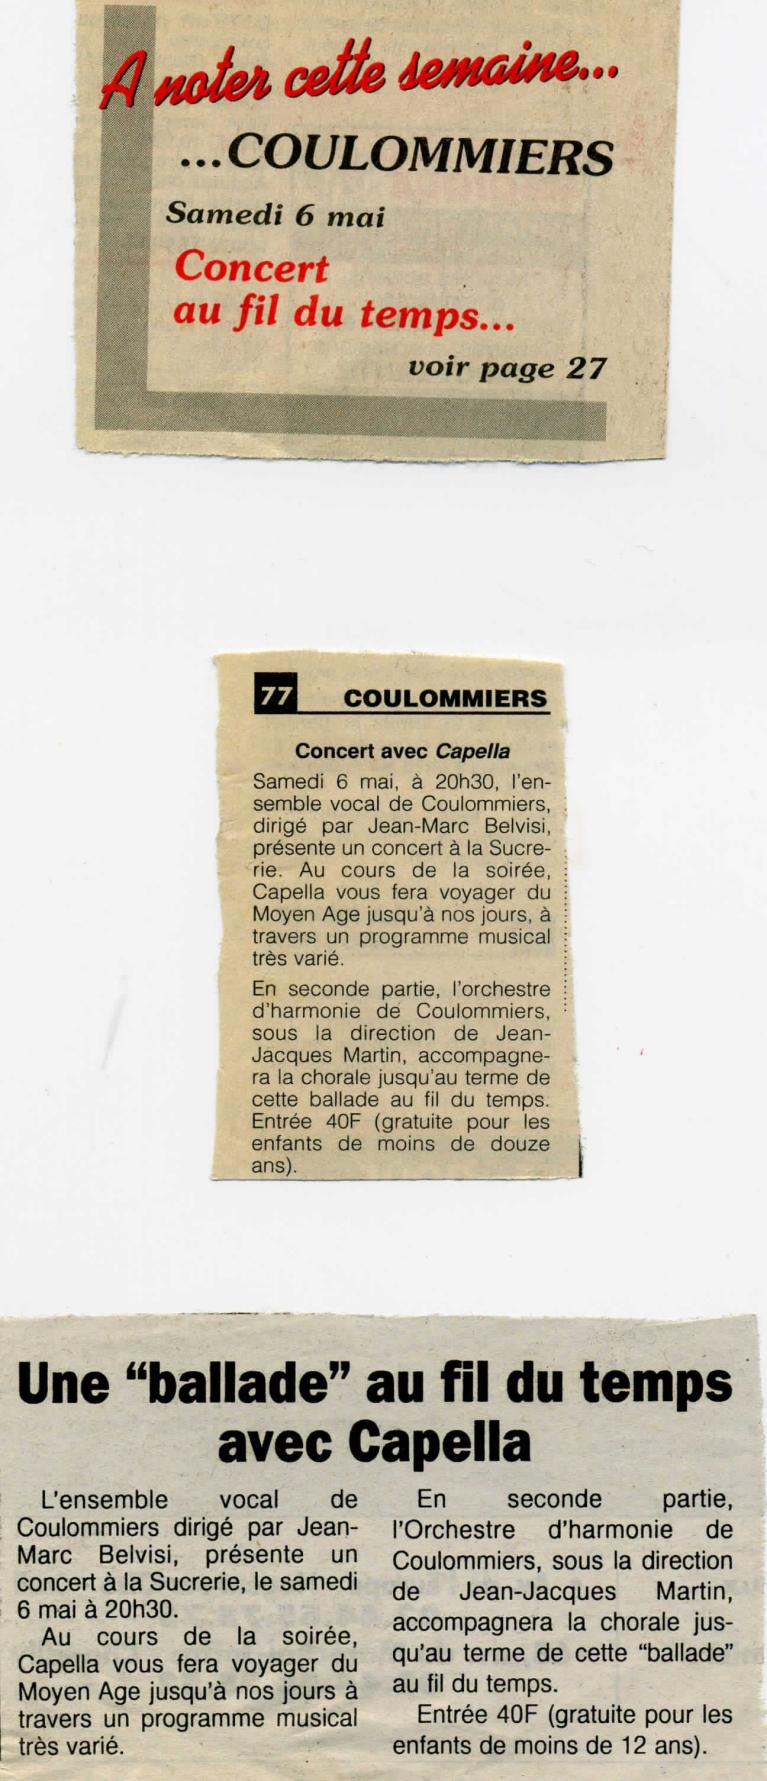 A noter cette semaine...
...COULOMMIERS
Samedi 6 mai
Concert
au fil du temps...
voir page 27
77 COULOMMIERS
Concert avec Capella
Samedi 6 mai, à 20h30, l'en-
semble vocal de Coulommiers,
dirigé par Jean-Marc Belvisi,
présente un concert à la Sucre-
rie. Au cours de la soirée,
Capella vous fera voyager du
Moyen Age jusqu'à nos jours, à
travers un programme musical
très varié.
En seconde partie, l'orchestre
d'harmonie de Coulommiers,
sous la direction de Jean-
Jacques Martin, accompagne-
ra la chorale jusqu'au terme de
cette ballade au fil du temps.
Entrée 40F (gratuite pour les
enfants de moins de douze
ans).
Une “ballade” au fil du temps
avec Capella
L'ensemble vocal de
Coulommiers dirigé par Jean-
Marc Belvisi, présente un
concert à la Sucrerie, le samedi
6 mai à 20h30.
Au cours de la soirée,
Capella vous fera voyager du
Moyen Age jusqu'à nos jours à
travers un programme musical
très varié.
En seconde partie,
l'Orchestre d'harmonie de
Coulommiers, sous la direction
de Jean-Jacques Martin,
accompagnera la chorale jus-
qu'au terme de cette “ballade”
au fil du temps.
Entrée 40F (gratuite pour les
enfants de moins de 12 ans).